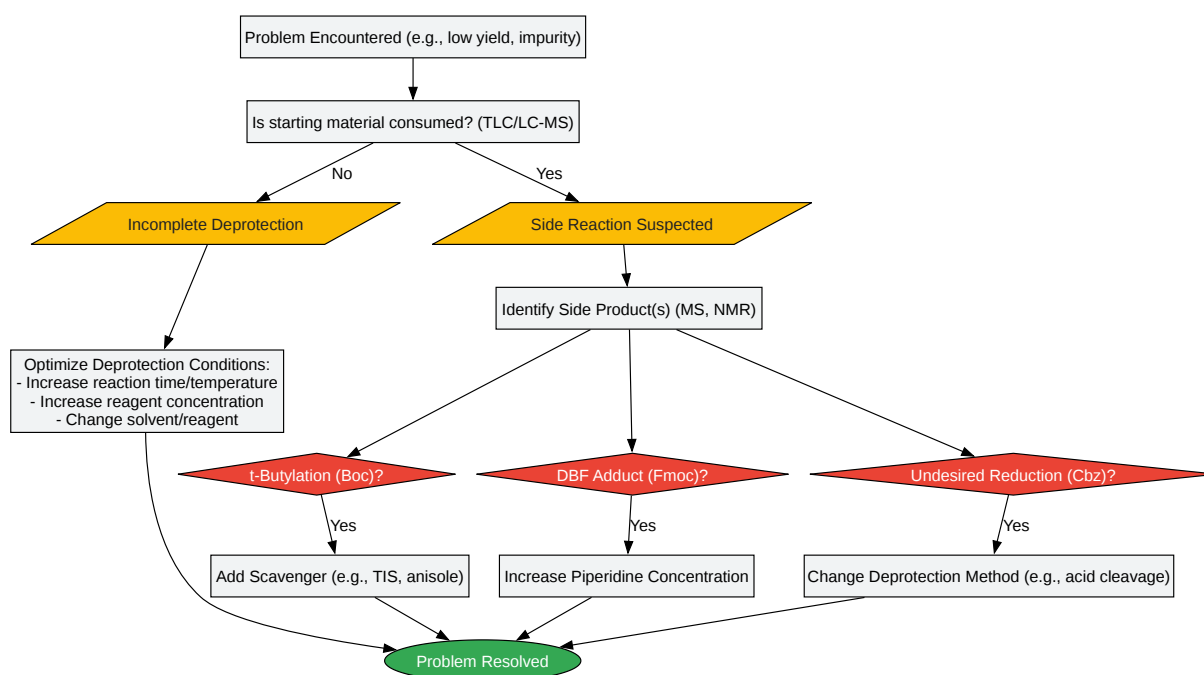 Problem Encountered (e.g., low yield, impurity)
Is starting material consumed? (TLC/LC-MS)
No
Yes
Incomplete Deprotection
Side Reaction Suspected
Identify Side Product(s) (MS, NMR)
Optimize Deprotection Conditions:
- Increase reaction time/temperature
- Increase reagent concentration
- Change solvent/reagent
t-Butylation (Boc)?
DBF Adduct (Fmoc)?
Undesired Reduction (Cbz)?
Yes
Yes
Yes
Add Scavenger (e.g., TIS, anisole)
Increase Piperidine Concentration
Change Deprotection Method (e.g., acid cleavage)
Problem Resolved